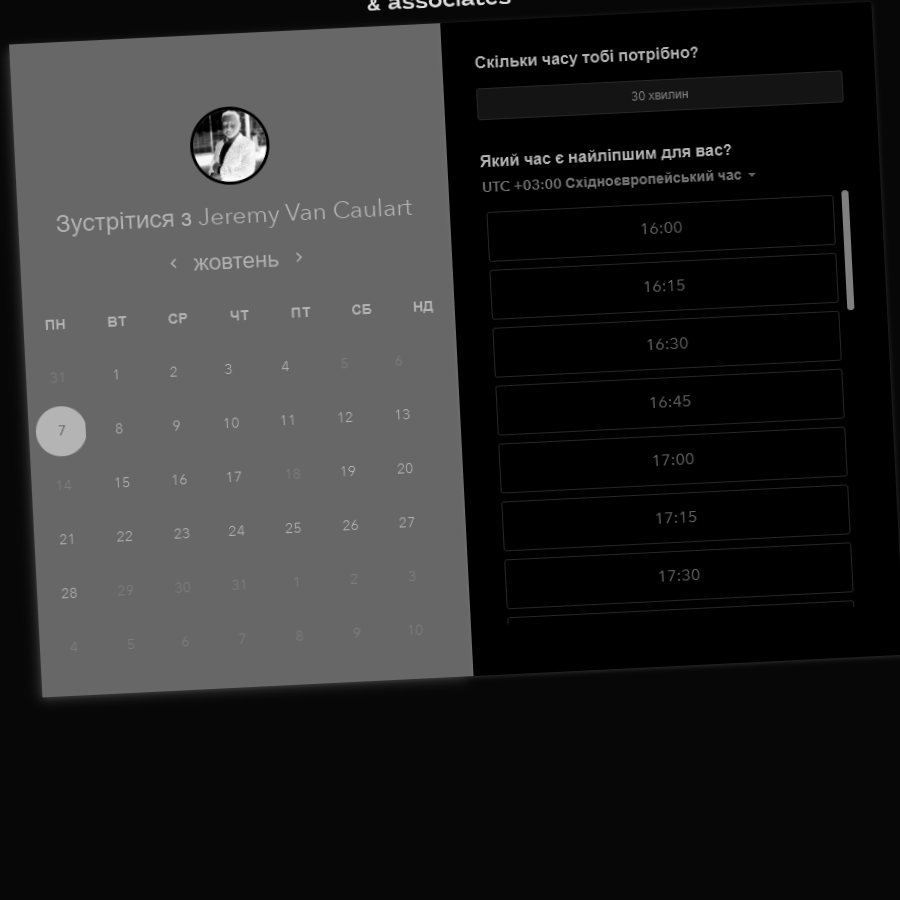 & associates
Зустрітися з Jeremy Van Caulart
жовтень
ПН ВТ СР ЧТ ПТ СБ НД
31 1 2 3 4 5 6
7 8 9 10 11 12 13
14 15 16 17 18 19 20
21 22 23 24 25 26 27
28 29 30 31 1 2 3
4 5 6 7 8 9 10
Скільки часу тобі потрібно?
30 хвилин
Який час є найліпшим для вас?
UTC +03:00 Східноєвропейський час
16:00
16:15
16:30
16:45
17:00
17:15
17:30